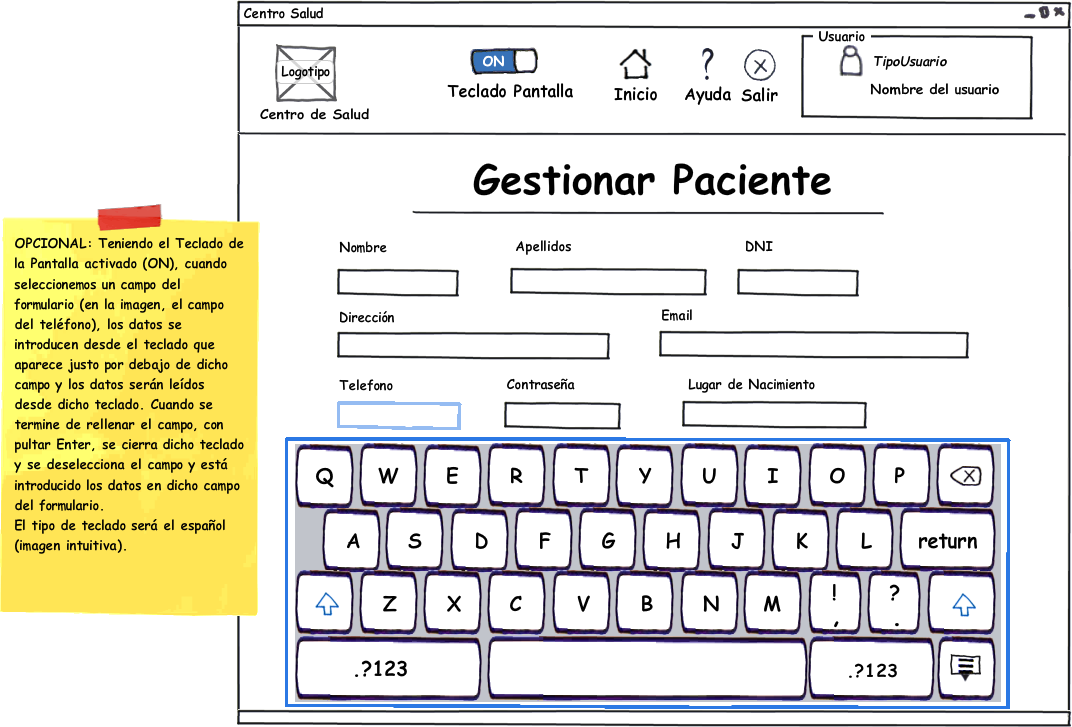 Centro Salud
Logotipo
Centro de Salud
ON
Teclado Pantalla
Inicio
Ayuda
Salir
Usuario
TipoUsuario
Nombre del usuario
Gestionar Paciente
Nombre
Apellidos
DNI
Dirección
Email
Telefono
Contraseña
Lugar de Nacimiento
OPCIONAL: Teniendo el Teclado de
la Pantalla activado (ON), cuando
seleccionemos un campo del
formulario (en la imagen, el campo
del teléfono), los datos se
introducen desde el teclado que
aparece justo por debajo de dicho
campo y los datos serán leídos
desde dicho teclado. Cuando se
termine de rellenar el campo, con
pultar Enter, se cierra dicho teclado
y se deselecciona el campo y está
introducido los datos en dicho campo
del formulario.
El tipo de teclado será el español
(imagen intuitiva).
Q W E R T Y U I O P
A S D F G H J K L return
Z X C V B N M ! , ? .
.?123 .?123